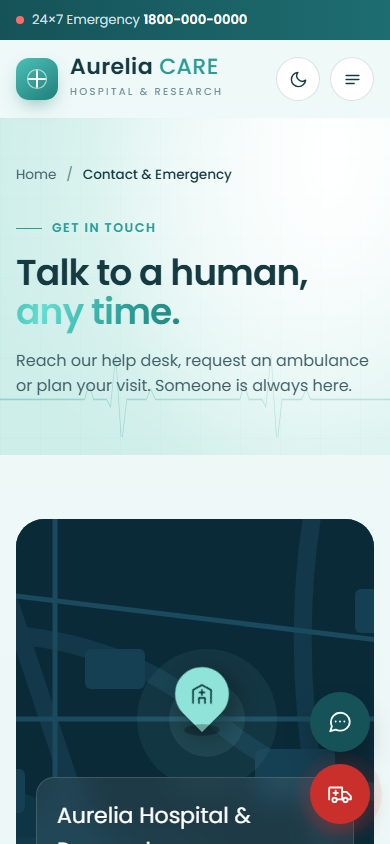 24×7 Emergency 1800-000-0000
Aurelia CARE
HOSPITAL & RESEARCH
Home / Contact & Emergency
GET IN TOUCH
Talk to a human,
any time.
Reach our help desk, request an ambulance
or plan your visit. Someone is always here.
Aurelia Hospital &